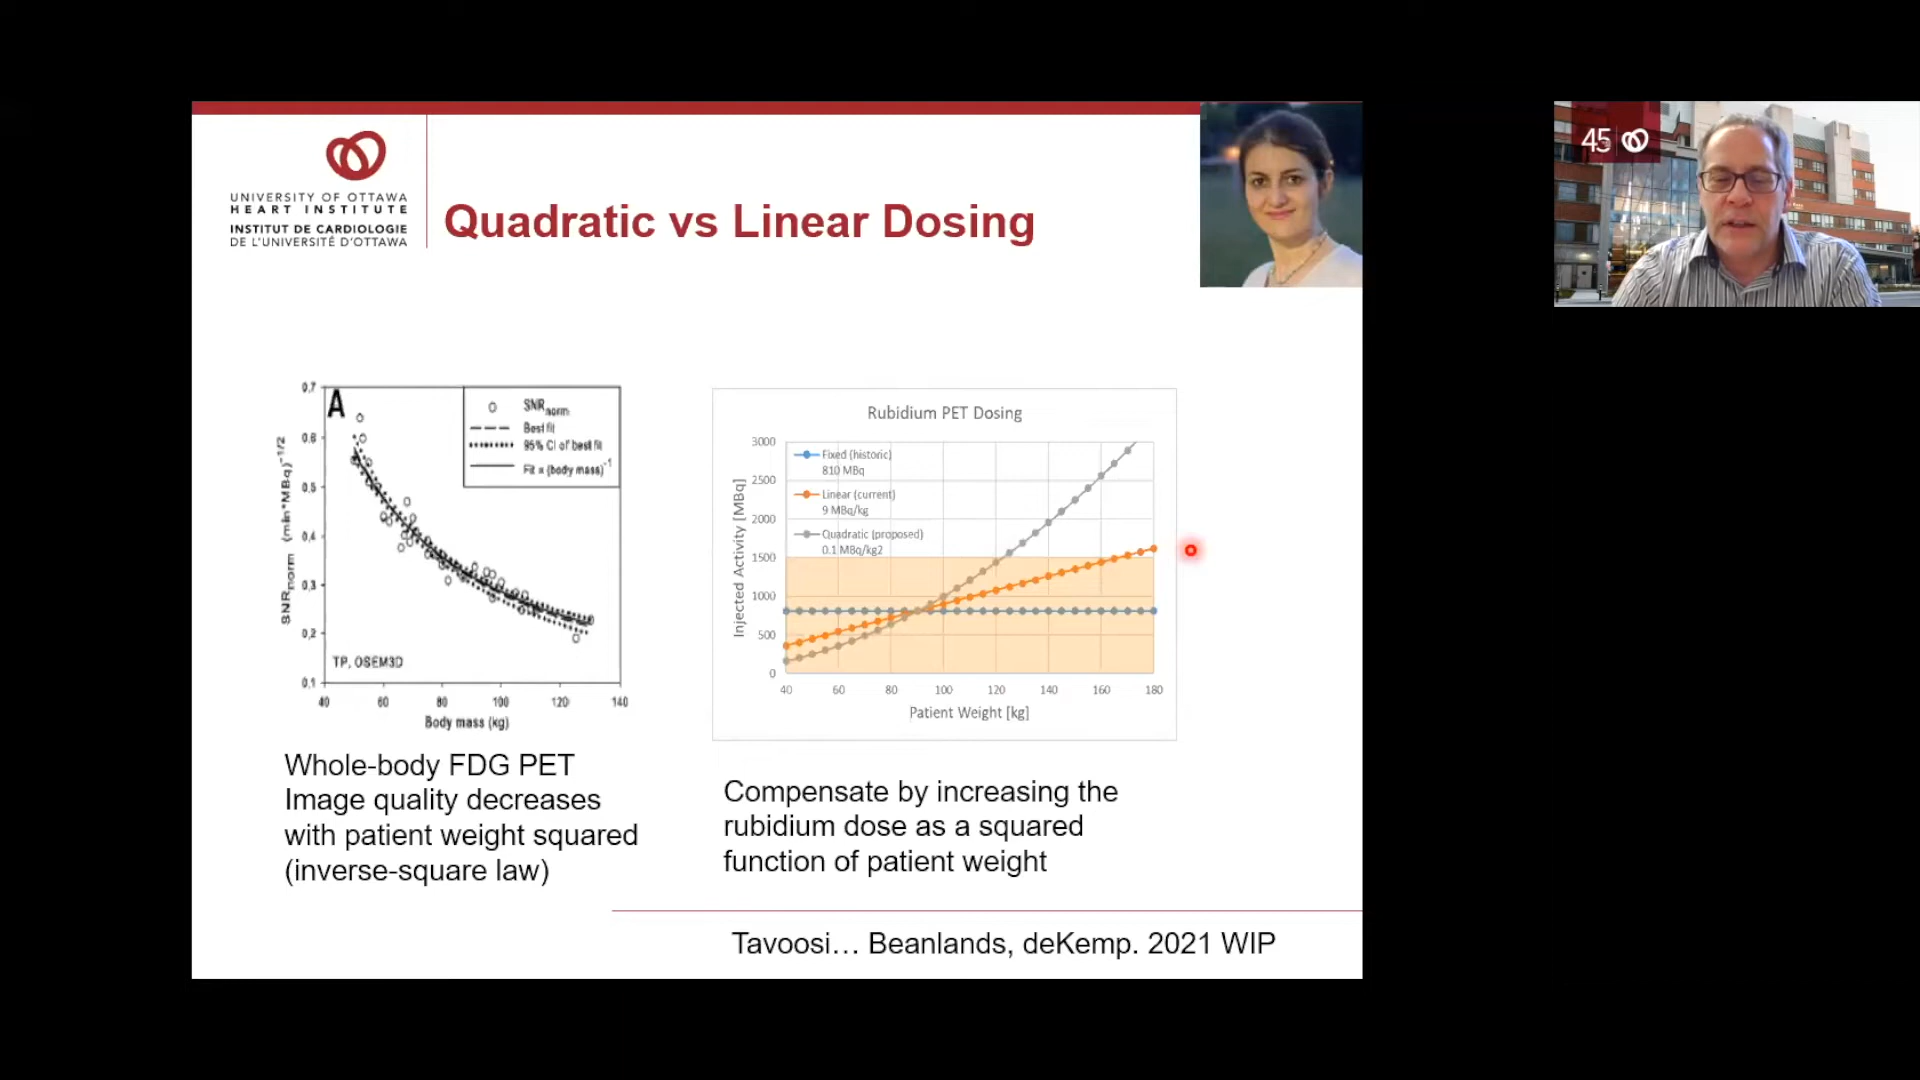 UNIVERSITY OF OTTAWA
HEART INSTITUTE
INSTITUT DE CARDIOLOGIE
DE L'UNIVERSITÉ D'OTTAWA
Quadratic vs Linear Dosing
45
A
SNRnorm
Best fit
95% CI of best fit
Fit × (body mass)⁻¹
SNRnorm (min*MBq)⁻¹/²
0,7
0,6
0,5
0,4
0,3
0,2
0,1
TP, OSEM3D
40 60 80 100 120 140
Body mass (kg)
Rubidium PET Dosing
Injected Activity [MBq]
3000
2500
2000
1500
1000
500
0
Fixed (historic)
810 MBq
Linear (current)
9 MBq/kg
Quadratic (proposed)
0.1 MBq/kg2
40 60 80 100 120 140 160 180
Patient Weight [kg]
Whole-body FDG PET
Image quality decreases
with patient weight squared
(inverse-square law)
Compensate by increasing the
rubidium dose as a squared
function of patient weight
Tavoosi... Beanlands, deKemp. 2021 WIP